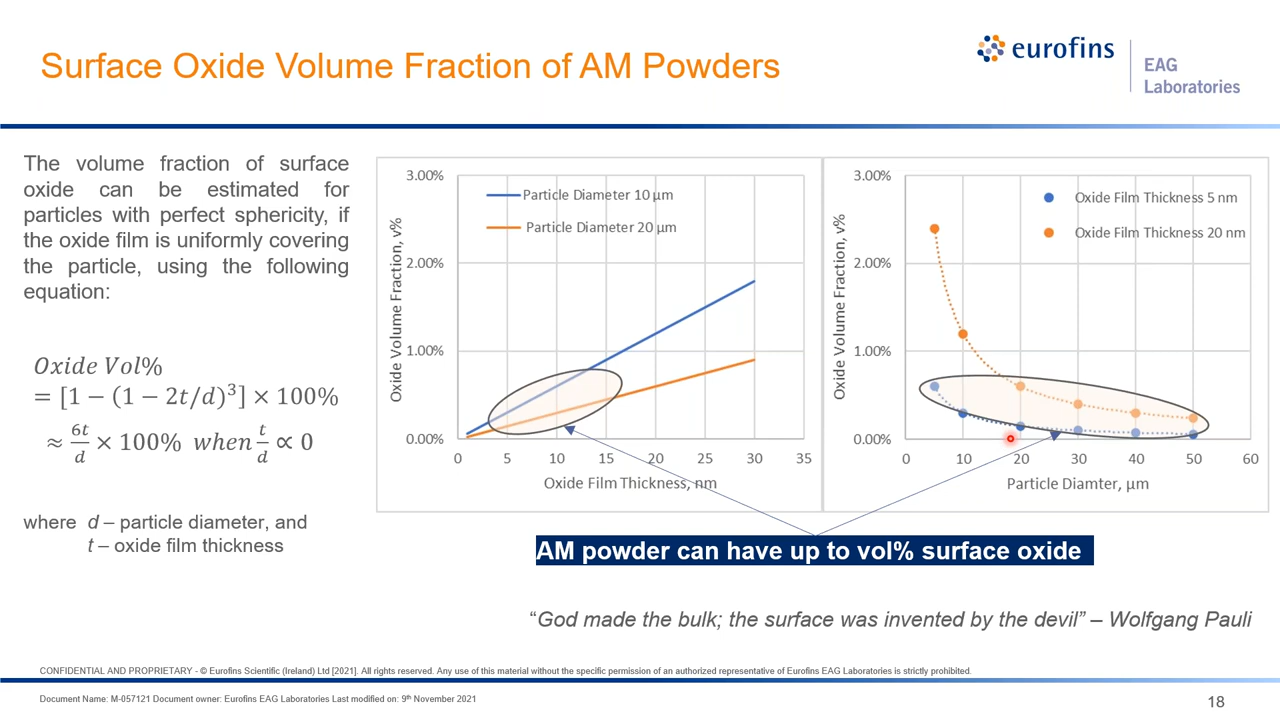 Surface Oxide Volume Fraction of AM Powders
eurofins
EAG
Laboratories
The volume fraction of surface
oxide can be estimated for
particles with perfect sphericity, if
the oxide film is uniformly covering
the particle, using the following
equation:
Oxide Vol%
= [1 − (1 − 2t/d)³] × 100%
≈ 6t/d × 100% when t/d ∝ 0
where d – particle diameter, and
t – oxide film thickness
Oxide Volume Fraction, v%
3.00%
2.00%
1.00%
0.00%
Particle Diameter 10 μm
Particle Diameter 20 μm
0 5 10 15 20 25 30 35
Oxide Film Thickness, nm
Oxide Volume Fraction, v%
3.00%
2.00%
1.00%
0.00%
Oxide Film Thickness 5 nm
Oxide Film Thickness 20 nm
0 10 20 30 40 50 60
Particle Diamter, μm
AM powder can have up to vol% surface oxide
“God made the bulk; the surface was invented by the devil” – Wolfgang Pauli
CONFIDENTIAL AND PROPRIETARY - © Eurofins Scientific (Ireland) Ltd [2021]. All rights reserved. Any use of this material without the specific permission of an authorized representative of Eurofins EAG Laboratories is strictly prohibited.
Document Name: M-057121 Document owner: Eurofins EAG Laboratories Last modified on: 9th November 2021
18